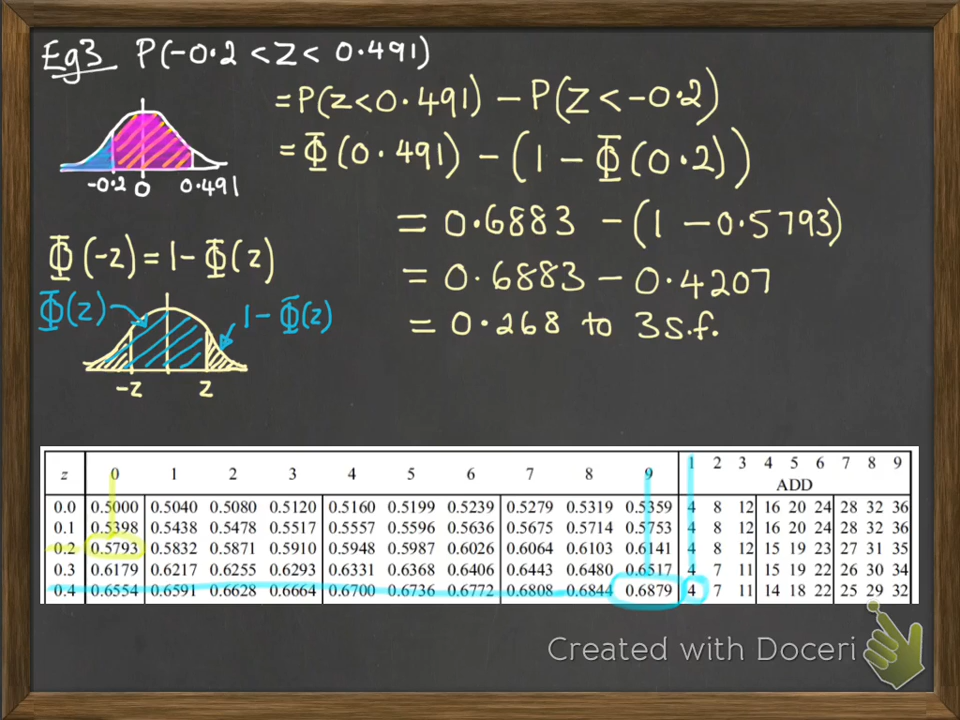 Eg3 P(-0.2 < Z < 0.491)
= P(Z < 0.491) - P(Z < -0.2)
= Φ(0.491) - (1 - Φ(0.2))
= 0.6883 - (1 - 0.5793)
= 0.6883 - 0.4207
= 0.268 to 3 s.f.
-0.2 0 0.491
Φ(-z) = 1 - Φ(z)
Φ(z) 1 - Φ(z)
-z z
z 0 1 2 3 4 5 6 7 8 9 1 2 3 4 5 6 7 8 9
ADD
0.0 0.5000 0.5040 0.5080 0.5120 0.5160 0.5199 0.5239 0.5279 0.5319 0.5359 4 8 12 16 20 24 28 32 36
0.1 0.5398 0.5438 0.5478 0.5517 0.5557 0.5596 0.5636 0.5675 0.5714 0.5753 4 8 12 16 20 24 28 32 36
0.2 0.5793 0.5832 0.5871 0.5910 0.5948 0.5987 0.6026 0.6064 0.6103 0.6141 4 8 12 15 19 23 27 31 35
0.3 0.6179 0.6217 0.6255 0.6293 0.6331 0.6368 0.6406 0.6443 0.6480 0.6517 4 7 11 15 19 22 26 30 34
0.4 0.6554 0.6591 0.6628 0.6664 0.6700 0.6736 0.6772 0.6808 0.6844 0.6879 4 7 11 14 18 22 25 29 32
Created with Doceri